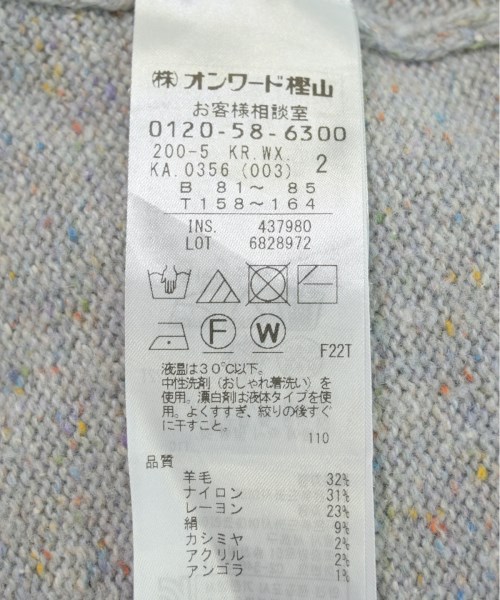 ㈱ オンワード樫山
お客様相談室
0120-58-6300
200-5 KR.WX.
KA.0356 (003) 2
B 81〜 85
T 158〜164
INS. 437980
LOT 6828972
F W
F22T
液温は30℃以下。
中性洗剤（おしゃれ着洗い）を
使用。漂白剤は液体タイプを使
用。よくすすぎ、絞りの後すぐ
に干すこと。
110
品質
羊毛 32%
ナイロン 31%
レーヨン 23%
絹 9%
カシミヤ 2%
アクリル 2%
アンゴラ 1%